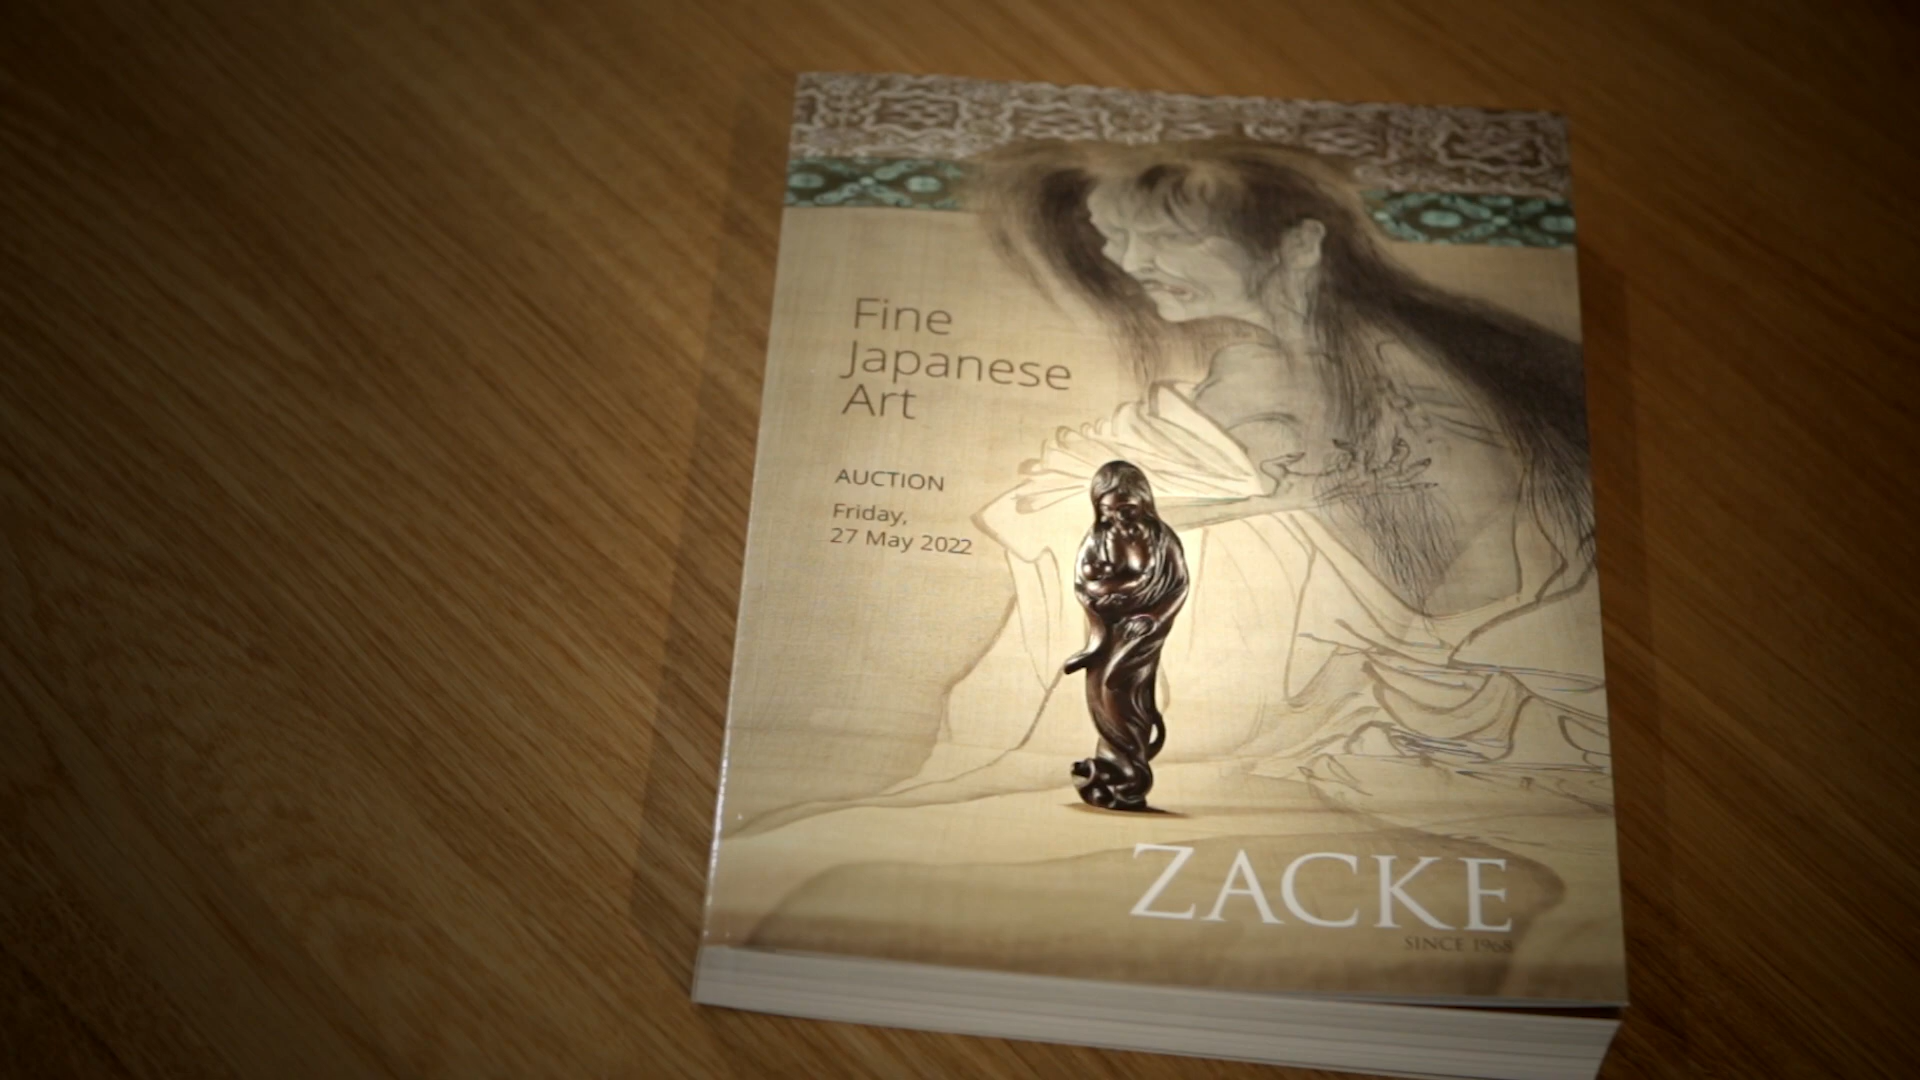 Fine
Japanese
Art
AUCTION
Friday,
27 May 2022
ZACKE
SINCE 1968